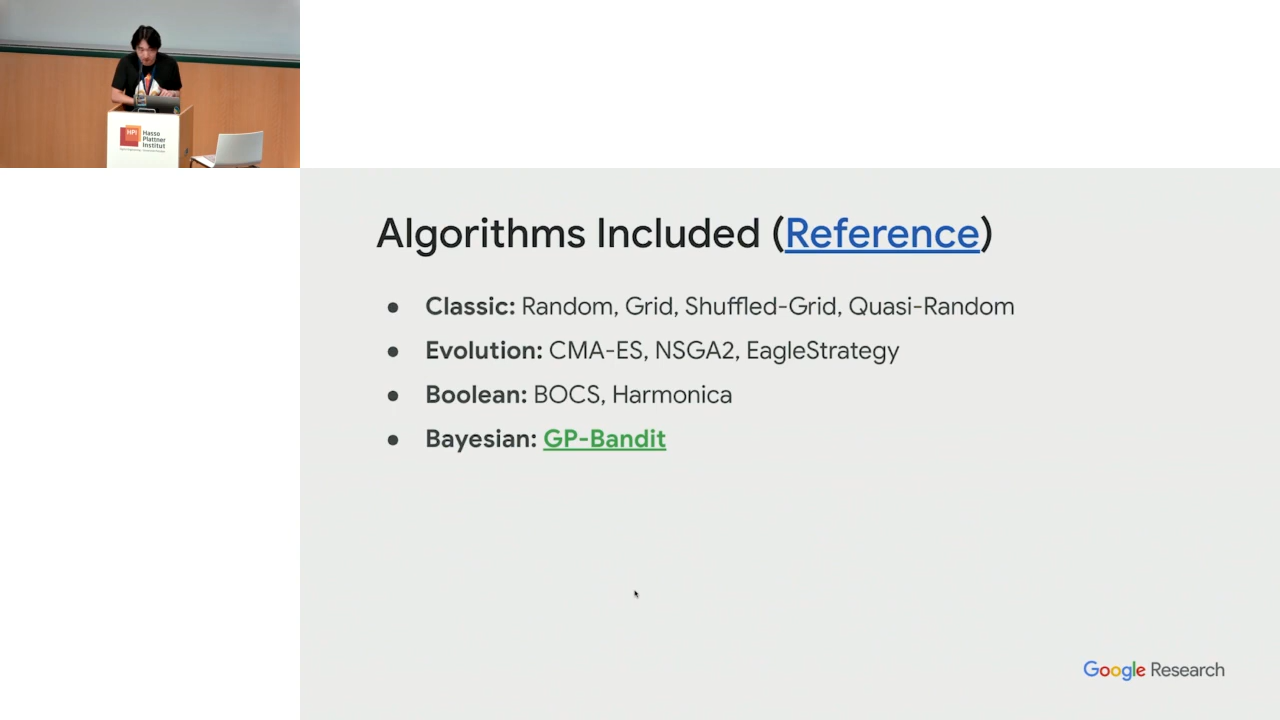 HPI Hasso
Plattner
Institut
Algorithms Included (Reference)
● Classic: Random, Grid, Shuffled-Grid, Quasi-Random
● Evolution: CMA-ES, NSGA2, EagleStrategy
● Boolean: BOCS, Harmonica
● Bayesian: GP-Bandit
Google Research